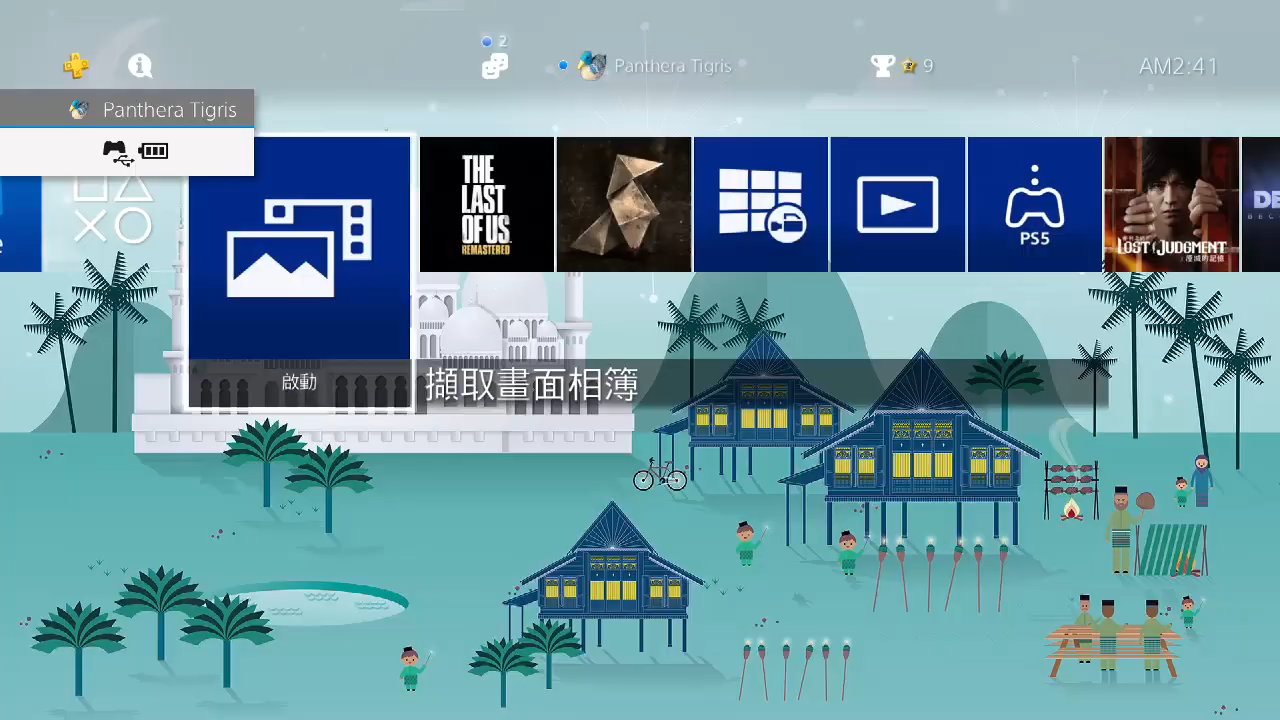 2
Panthera Tigris
9
AM2:41
Panthera Tigris
THE
LAST
OF US
REMASTERED
PS5
LOST JUDGMENT
DE
啟動
擷取畫面相簿